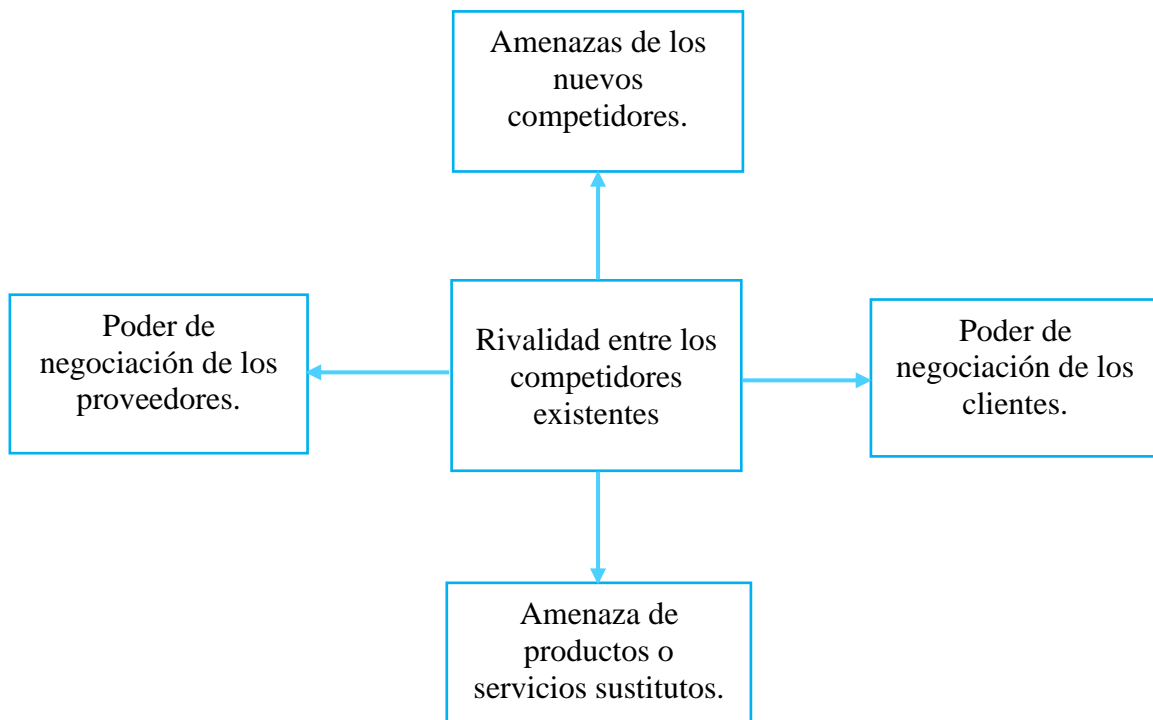 Amenazas de los
nuevos
competidores.
Poder de
negociación de los
proveedores.
Rivalidad entre los
competidores
existentes
Poder de
negociación de los
clientes.
Amenaza de
productos o
servicios sustitutos.